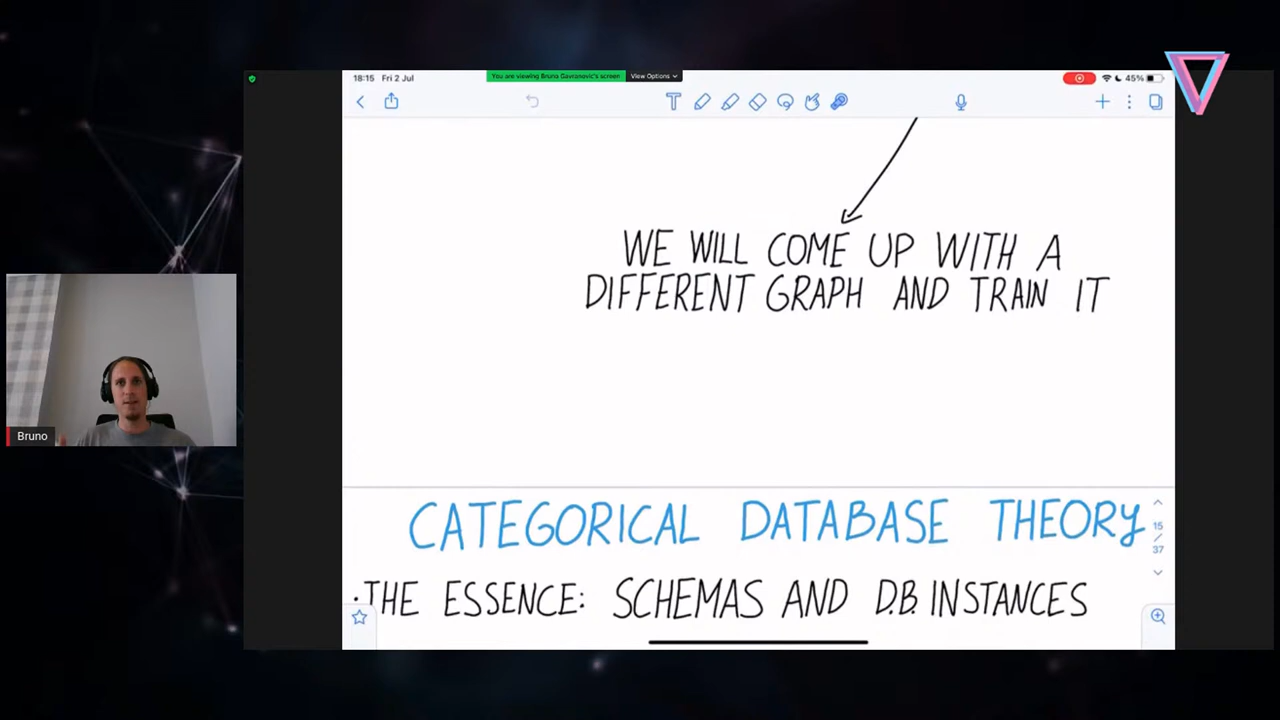 18:15 Fri 2 Jul
You are viewing Bruno Gavranović's screen
View Options
45%
WE WILL COME UP WITH A
DIFFERENT GRAPH AND TRAIN IT
Bruno
CATEGORICAL DATABASE THEORY
15
/
37
·THE ESSENCE: SCHEMAS AND D.B. INSTANCES